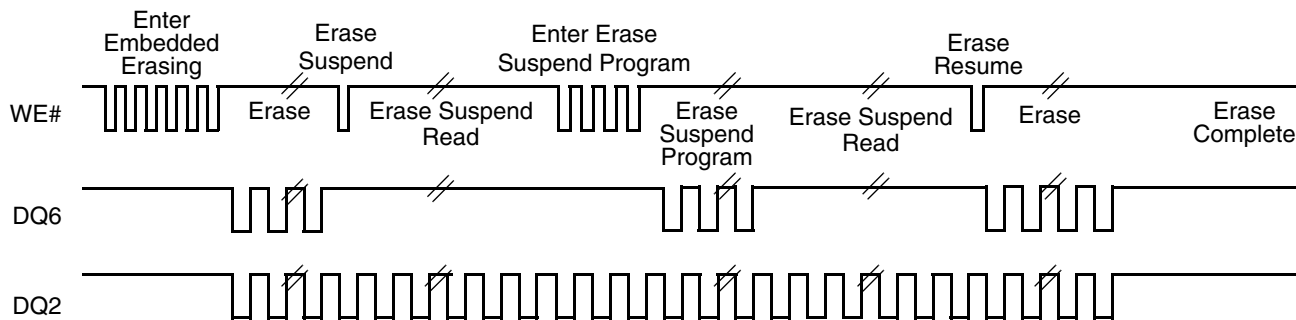 Enter
Embedded
Erasing
Erase
Suspend
Enter Erase
Suspend Program
Erase
Resume
WE#
Erase
Erase Suspend
Read
Erase
Suspend
Program
Erase Suspend
Read
Erase
Erase
Complete
DQ6
DQ2